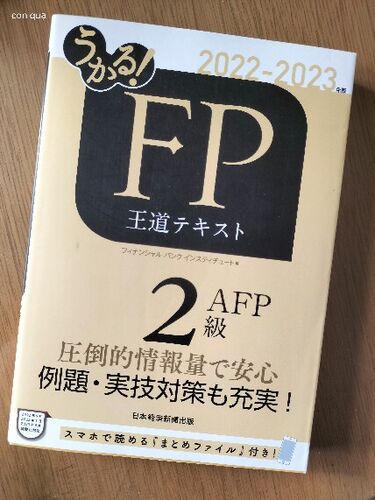 con quạ
うかる!
2022-2023年版
FP
王道テキスト
フィナンシャル バンク インスティチュート 編
2級
AFP
圧倒的情報量で安心
例題・実技対策も充実!
日本経済新聞出版
スマホで読める『まとめファイル』付き!